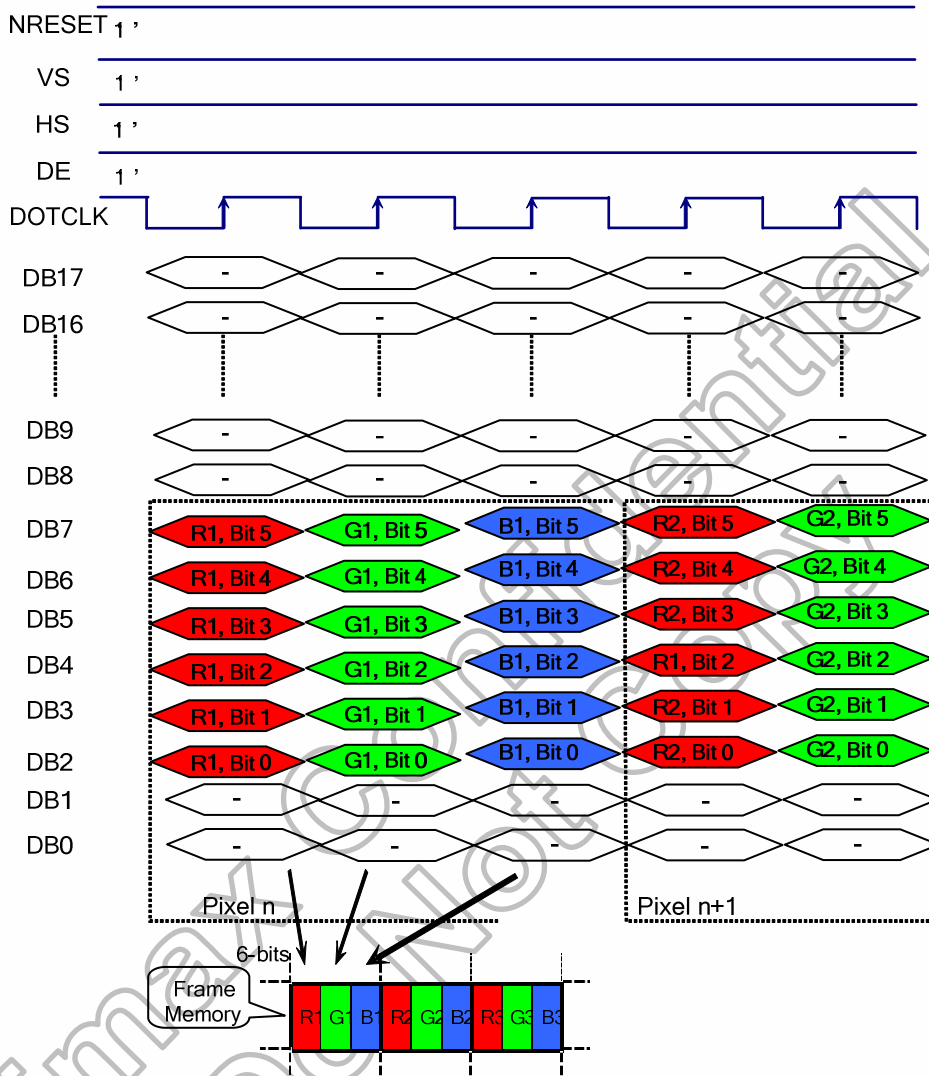 NRESET 1 '
VS 1 '
HS 1 '
DE 1 '
DOTCLK
DB17 - - - - -
DB16 - - - - -
DB9 - - - - -
DB8 - - - - -
DB7 R1, Bit 5 G1, Bit 5 B1, Bit 5 R2, Bit 5 G2, Bit 5
DB6 R1, Bit 4 G1, Bit 4 B1, Bit 4 R2, Bit 4 G2, Bit 4
DB5 R1, Bit 3 G1, Bit 3 B1, Bit 3 R2, Bit 3 G2, Bit 3
DB4 R1, Bit 2 G1, Bit 2 B1, Bit 2 R1, Bit 2 G2, Bit 2
DB3 R1, Bit 1 G1, Bit 1 B1, Bit 1 R2, Bit 1 G2, Bit 1
DB2 R1, Bit 0 G1, Bit 0 B1, Bit 0 R2, Bit 0 G2, Bit 0
DB1 - - - - -
DB0 - - - - -
Pixel n Pixel n+1
6-bits
Frame
Memory
R1 G1 B1 R2 G2 B2 R3 G3 B3
Confidential
Not Copy